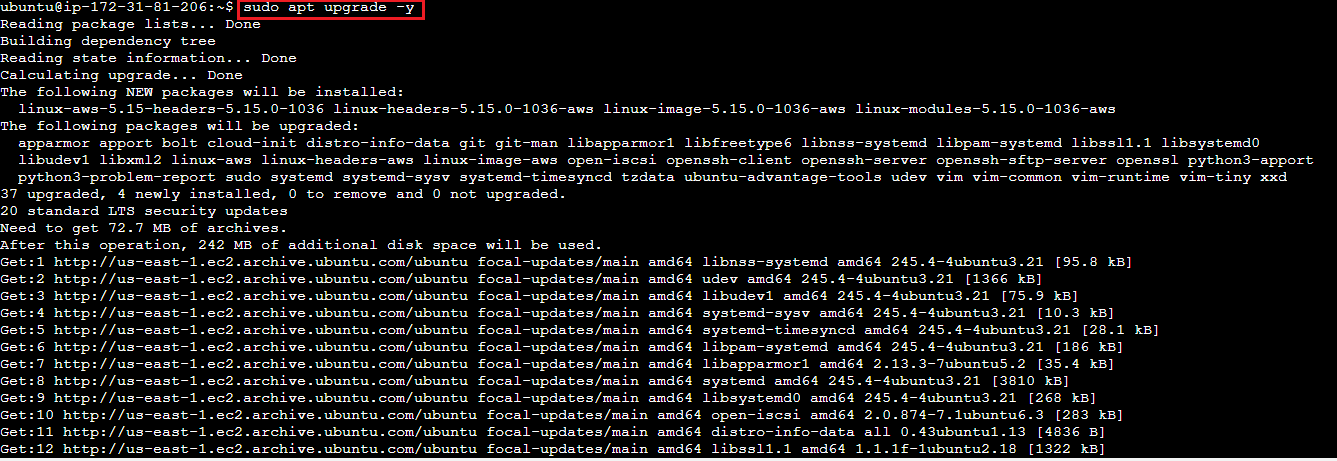 ubuntu@ip-172-31-81-206:~$ sudo apt upgrade -y
Reading package lists... Done
Building dependency tree
Reading state information... Done
Calculating upgrade... Done
The following NEW packages will be installed:
  linux-aws-5.15-headers-5.15.0-1036 linux-headers-5.15.0-1036-aws linux-image-5.15.0-1036-aws linux-modules-5.15.0-1036-aws
The following packages will be upgraded:
  apparmor apport bolt cloud-init distro-info-data git git-man libapparmor1 libfreetype6 libnss-systemd libpam-systemd libssl1.1 libsystemd0
  libudev1 libxml2 linux-aws linux-headers-aws linux-image-aws open-iscsi openssh-client openssh-server openssh-sftp-server openssl python3-apport
  python3-problem-report sudo systemd systemd-sysv systemd-timesyncd tzdata ubuntu-advantage-tools udev vim vim-common vim-runtime vim-tiny xxd
37 upgraded, 4 newly installed, 0 to remove and 0 not upgraded.
20 standard LTS security updates
Need to get 72.7 MB of archives.
After this operation, 242 MB of additional disk space will be used.
Get:1 http://us-east-1.ec2.archive.ubuntu.com/ubuntu focal-updates/main amd64 libnss-systemd amd64 245.4-4ubuntu3.21 [95.8 kB]
Get:2 http://us-east-1.ec2.archive.ubuntu.com/ubuntu focal-updates/main amd64 udev amd64 245.4-4ubuntu3.21 [1366 kB]
Get:3 http://us-east-1.ec2.archive.ubuntu.com/ubuntu focal-updates/main amd64 libudev1 amd64 245.4-4ubuntu3.21 [75.9 kB]
Get:4 http://us-east-1.ec2.archive.ubuntu.com/ubuntu focal-updates/main amd64 systemd-sysv amd64 245.4-4ubuntu3.21 [10.3 kB]
Get:5 http://us-east-1.ec2.archive.ubuntu.com/ubuntu focal-updates/main amd64 systemd-timesyncd amd64 245.4-4ubuntu3.21 [28.1 kB]
Get:6 http://us-east-1.ec2.archive.ubuntu.com/ubuntu focal-updates/main amd64 libpam-systemd amd64 245.4-4ubuntu3.21 [186 kB]
Get:7 http://us-east-1.ec2.archive.ubuntu.com/ubuntu focal-updates/main amd64 libapparmor1 amd64 2.13.3-7ubuntu5.2 [35.4 kB]
Get:8 http://us-east-1.ec2.archive.ubuntu.com/ubuntu focal-updates/main amd64 systemd amd64 245.4-4ubuntu3.21 [3810 kB]
Get:9 http://us-east-1.ec2.archive.ubuntu.com/ubuntu focal-updates/main amd64 libsystemd0 amd64 245.4-4ubuntu3.21 [268 kB]
Get:10 http://us-east-1.ec2.archive.ubuntu.com/ubuntu focal-updates/main amd64 open-iscsi amd64 2.0.874-7.1ubuntu6.3 [283 kB]
Get:11 http://us-east-1.ec2.archive.ubuntu.com/ubuntu focal-updates/main amd64 distro-info-data all 0.43ubuntu1.13 [4836 B]
Get:12 http://us-east-1.ec2.archive.ubuntu.com/ubuntu focal-updates/main amd64 libssl1.1 amd64 1.1.1f-1ubuntu2.18 [1322 kB]